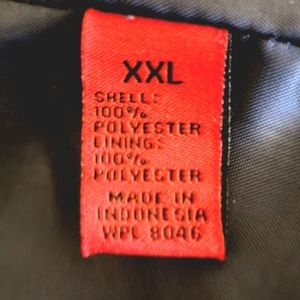 XXL
SHELL:
100%
POLYESTER
LINING:
100%
POLYESTER
MADE IN
INDONESIA
WPL 8046